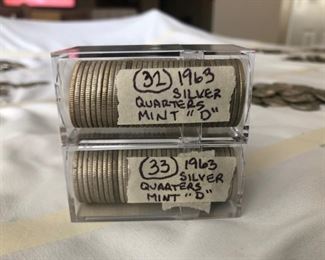 (32) 1963
SILVER
QUARTERS
MINT "D"
(33) 1963
SILVER
QUARTERS
MINT "D"